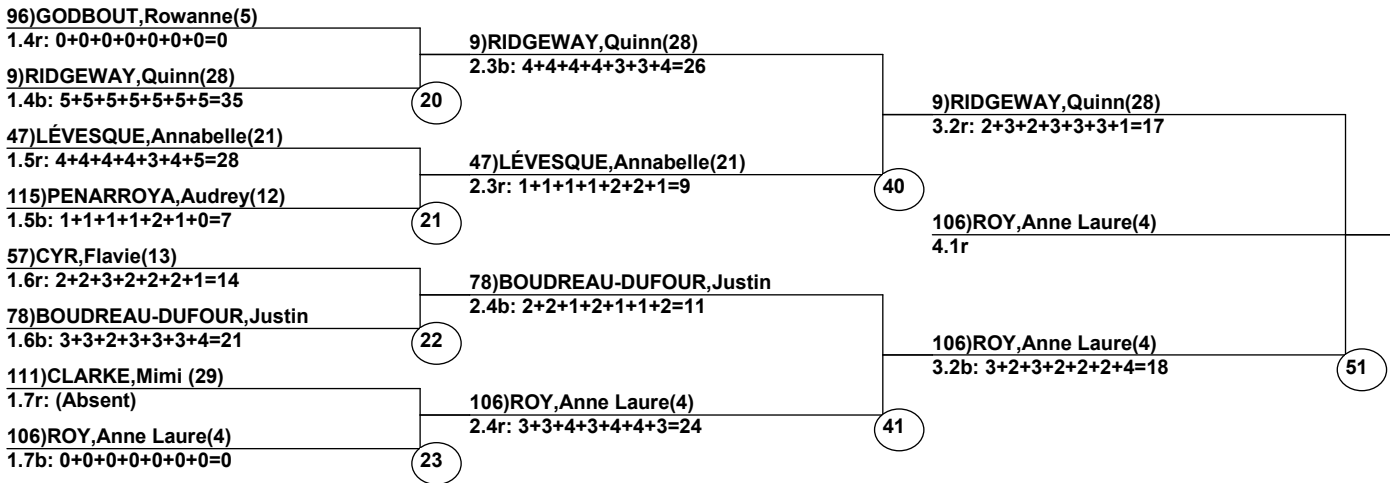 96)GODBOUT,Rowanne(5)
1.4r: 0+0+0+0+0+0+0=0
9)RIDGEWAY,Quinn(28)
1.4b: 5+5+5+5+5+5+5=35
20
47)LÉVESQUE,Annabelle(21)
1.5r: 4+4+4+4+3+4+5=28
115)PENARROYA,Audrey(12)
1.5b: 1+1+1+1+2+1+0=7
21
57)CYR,Flavie(13)
1.6r: 2+2+3+2+2+2+1=14
78)BOUDREAU-DUFOUR,Justin
1.6b: 3+3+2+3+3+3+4=21
22
111)CLARKE,Mimi (29)
1.7r: (Absent)
106)ROY,Anne Laure(4)
1.7b: 0+0+0+0+0+0+0=0
23
9)RIDGEWAY,Quinn(28)
2.3b: 4+4+4+4+3+3+4=26
47)LÉVESQUE,Annabelle(21)
2.3r: 1+1+1+1+2+2+1=9
40
78)BOUDREAU-DUFOUR,Justin
2.4b: 2+2+1+2+1+1+2=11
106)ROY,Anne Laure(4)
2.4r: 3+3+4+3+4+4+3=24
41
9)RIDGEWAY,Quinn(28)
3.2r: 2+3+2+3+3+3+1=17
106)ROY,Anne Laure(4)
4.1r
106)ROY,Anne Laure(4)
3.2b: 3+2+3+2+2+2+4=18
51